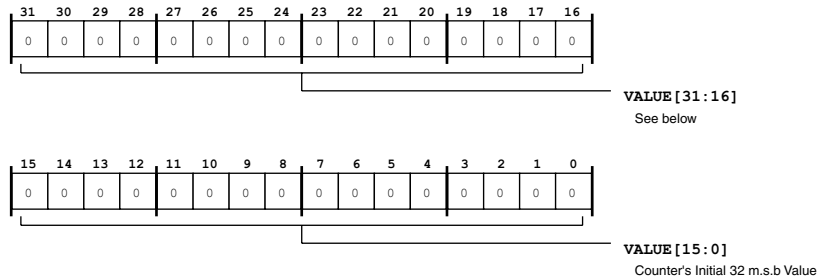 31 30 29 28 27 26 25 24 23 22 21 20 19 18 17 16
0 0 0 0 0 0 0 0 0 0 0 0 0 0 0 0
VALUE[31:16]
See below
15 14 13 12 11 10 9 8 7 6 5 4 3 2 1 0
0 0 0 0 0 0 0 0 0 0 0 0 0 0 0 0
VALUE[15:0]
Counter's Initial 32 m.s.b Value